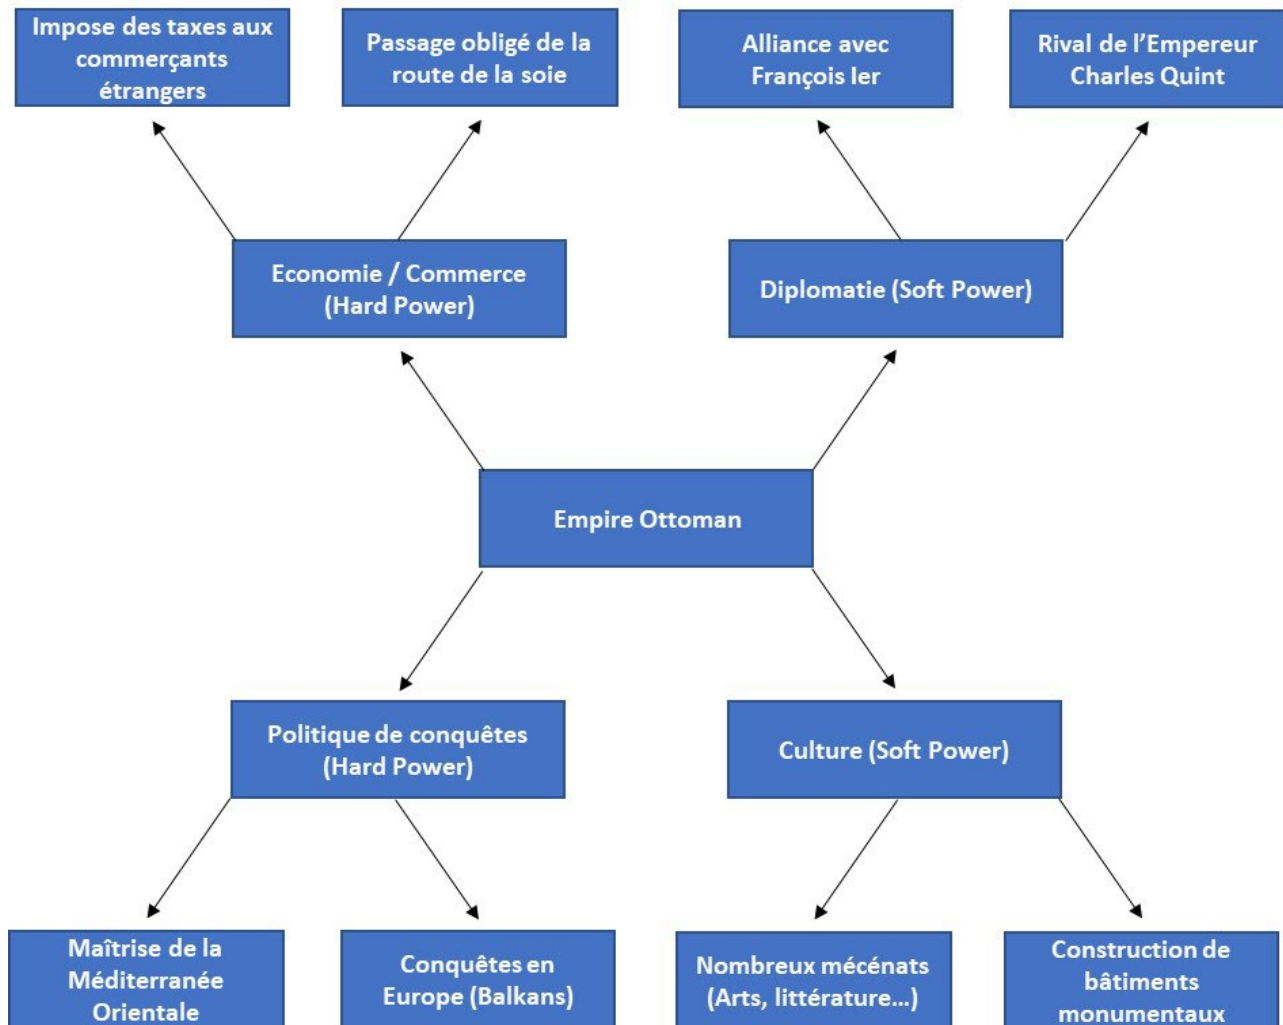 Impose des taxes aux
commerçants
étrangers
Passage obligé de la
route de la soie
Alliance avec
François Ier
Rival de l’Empereur
Charles Quint
Economie / Commerce
(Hard Power)
Diplomatie (Soft Power)
Empire Ottoman
Politique de conquêtes
(Hard Power)
Culture (Soft Power)
Maîtrise de la
Méditerranée
Orientale
Conquêtes en
Europe (Balkans)
Nombreux mécénats
(Arts, littérature…)
Construction de
bâtiments
monumentaux